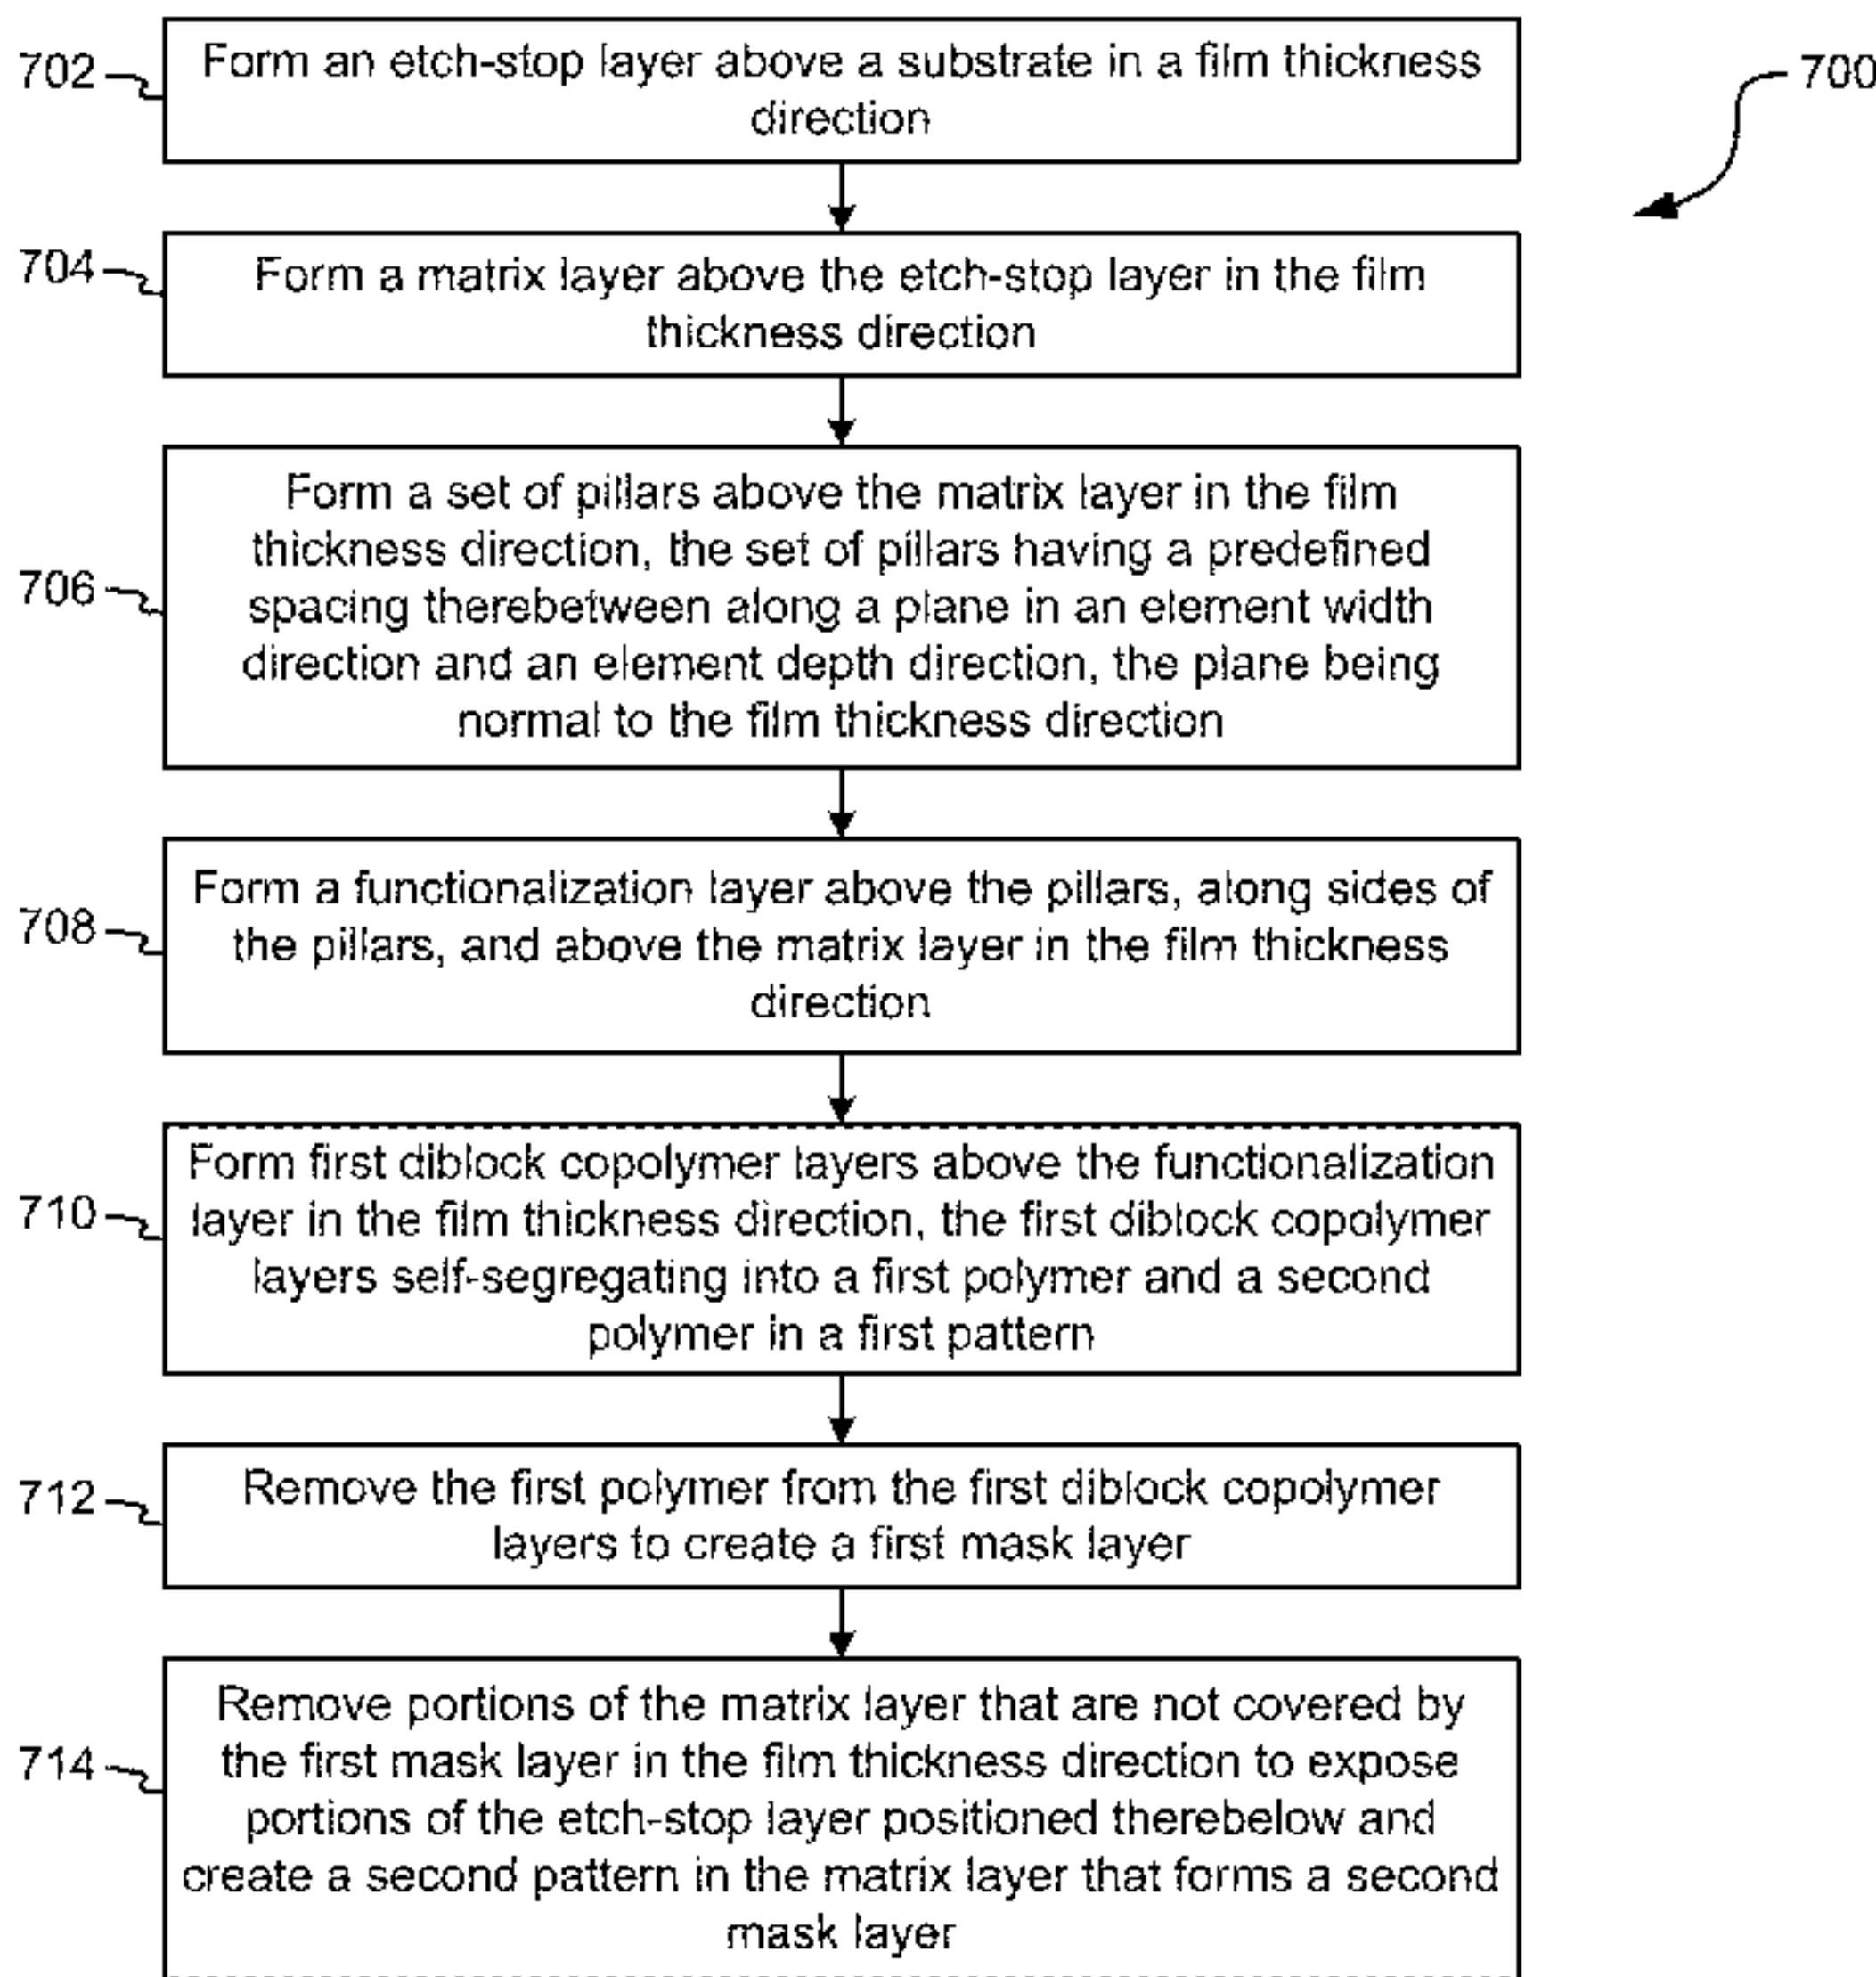 702
Form an etch-stop layer above a substrate in a film thickness
direction
700
704
Form a matrix layer above the etch-stop layer in the film
thickness direction
706
Form a set of pillars above the matrix layer in the film
thickness direction, the set of pillars having a predefined
spacing therebetween along a plane in an element width
direction and an element depth direction, the plane being
normal to the film thickness direction
708
Form a functionalization layer above the pillars, along sides of
the pillars, and above the matrix layer in the film thickness
direction
710
Form first diblock copolymer layers above the functionalization
layer in the film thickness direction, the first diblock copolymer
layers self-segregating into a first polymer and a second
polymer in a first pattern
712
Remove the first polymer from the first diblock copolymer
layers to create a first mask layer
714
Remove portions of the matrix layer that are not covered by
the first mask layer in the film thickness direction to expose
portions of the etch-stop layer positioned therebelow and
create a second pattern in the matrix layer that forms a second
mask layer